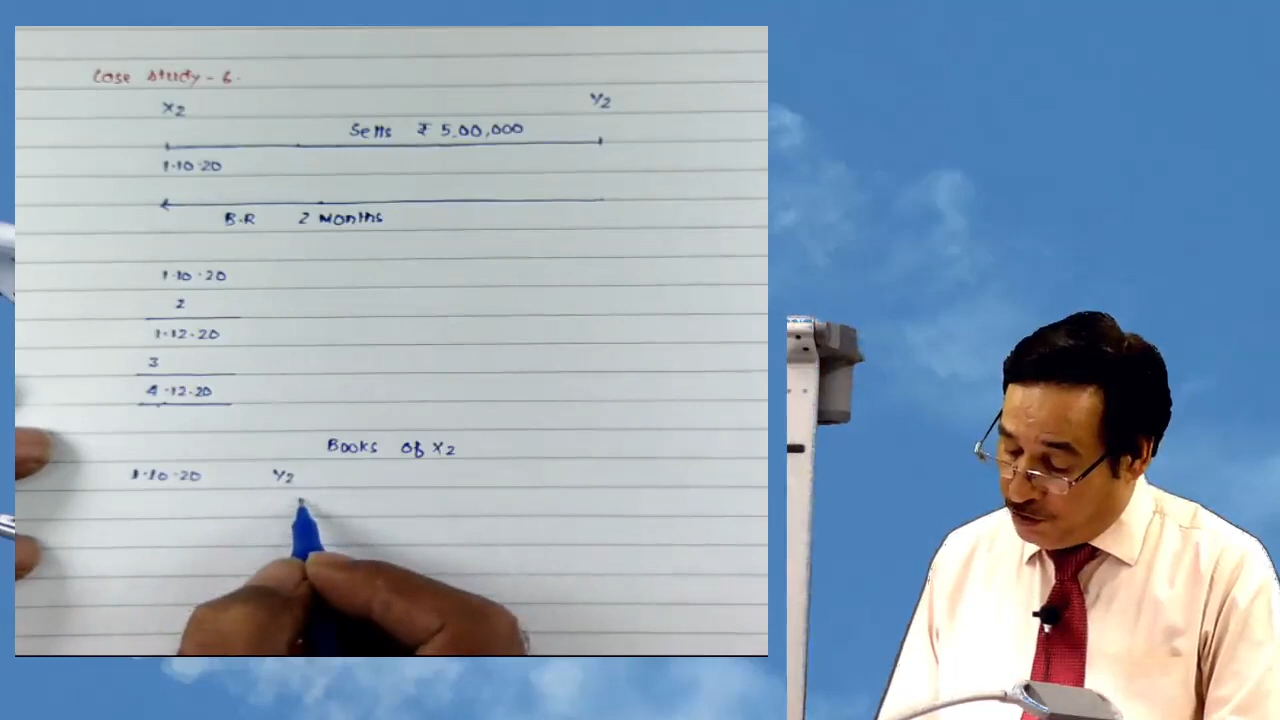 Case study - 6.
X2 Y2
Sells ₹ 5,00,000
1.10.20
B.R 2 Months
1.10.20
2
1.12.20
3
4.12.20
Books of X2
1.10.20 Y2